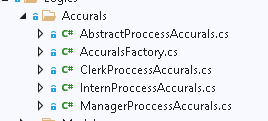 Accurals
AbstractProccessAccurals.cs
AccuralsFactory.cs
ClerkProccessAccurals.cs
InternProccessAccurals.cs
ManagerProccessAccurals.cs